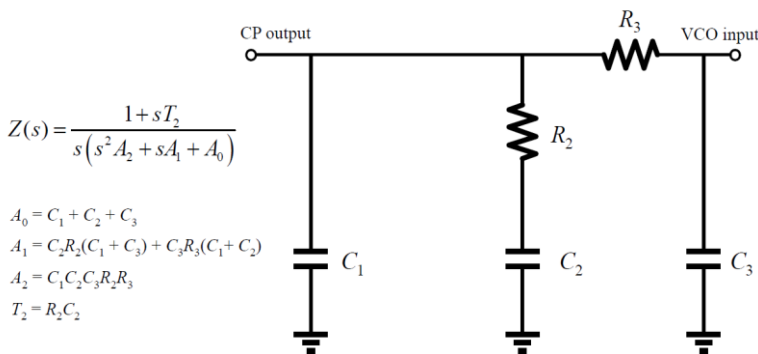 CP output
R₃
VCO input
Z(s) = (1 + sT₂) / (s(s²A₂ + sA₁ + A₀))
R₂
A₀ = C₁ + C₂ + C₃
A₁ = C₂R₂(C₁ + C₃) + C₃R₃(C₁+ C₂)
A₂ = C₁C₂C₃R₂R₃
T₂ = R₂C₂
C₁
C₂
C₃